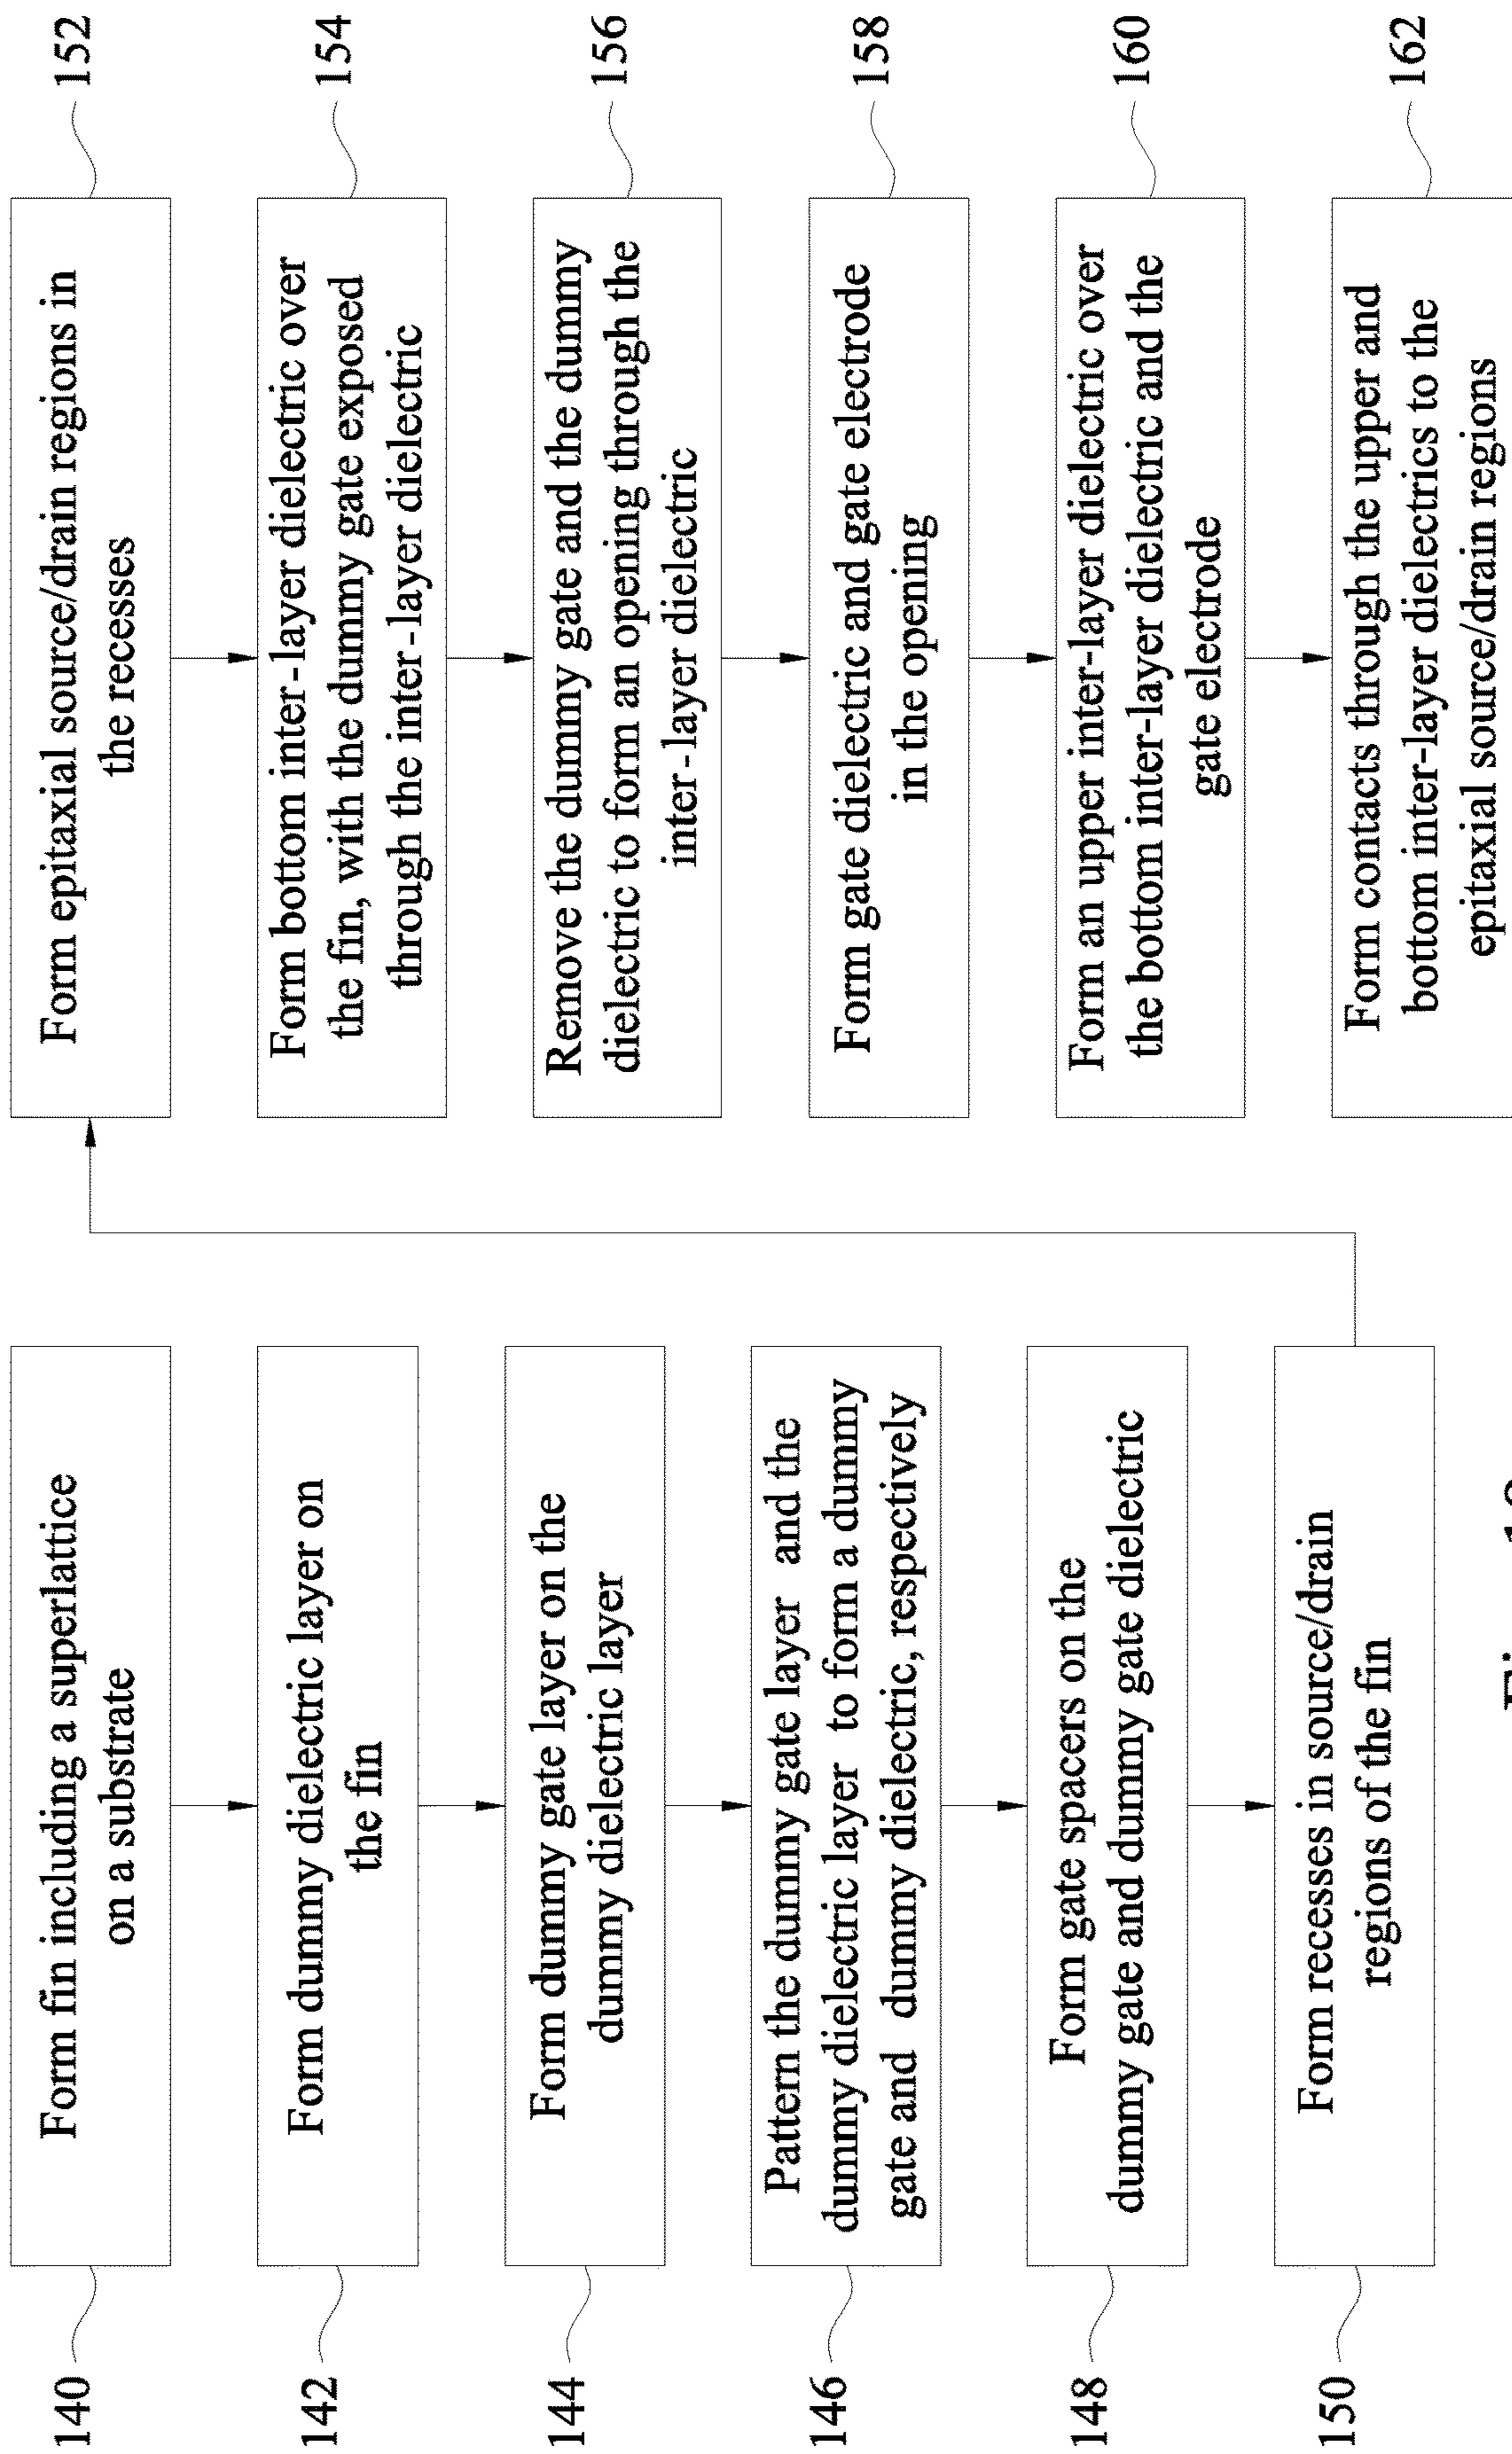 140
Form fin including a superlattice
on a substrate
142
Form dummy dielectric layer on
the fin
144
Form dummy gate layer on the
dummy dielectric layer
146
Pattern the dummy gate layer and the
dummy dielectric layer to form a dummy
gate and dummy dielectric, respectively
148
Form gate spacers on the
dummy gate and dummy gate dielectric
150
Form recesses in source/drain
regions of the fin
152
Form epitaxial source/drain regions in
the recesses
154
Form bottom inter-layer dielectric over
the fin, with the dummy gate exposed
through the inter-layer dielectric
156
Remove the dummy gate and the dummy
dielectric to form an opening through the
inter-layer dielectric
158
Form gate dielectric and gate electrode
in the opening
160
Form an upper inter-layer dielectric over
the bottom inter-layer dielectric and the
gate electrode
162
Form contacts through the upper and
bottom inter-layer dielectrics to the
epitaxial source/drain regions